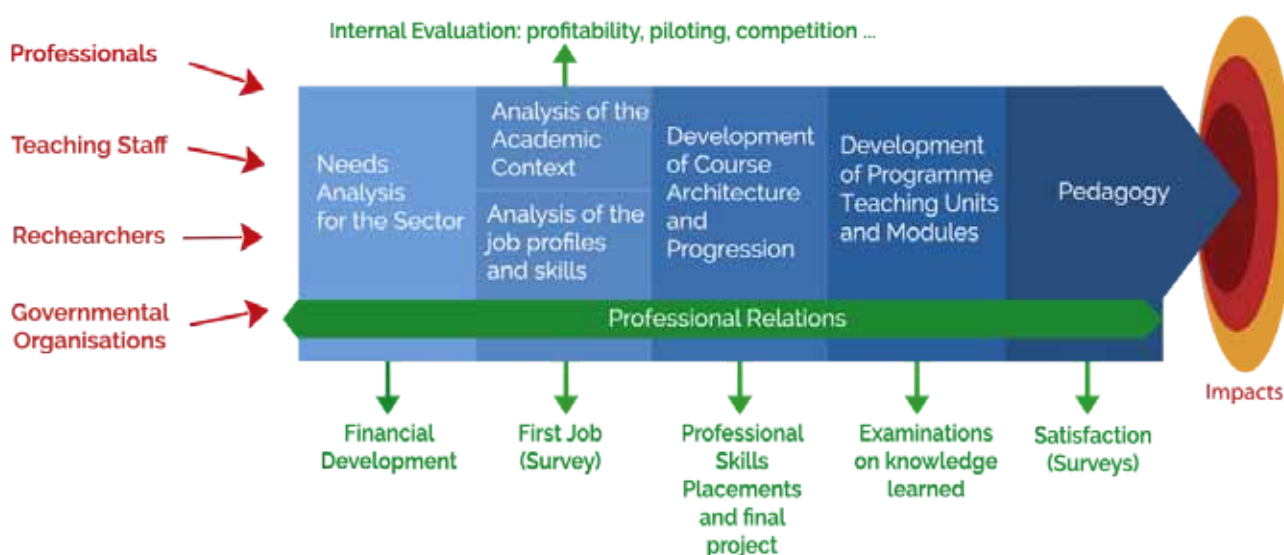 Internal Evaluation: profitability, piloting, competition ...
Professionals
Teaching Staff
Rechearchers
Governmental
Organisations
Needs
Analysis
for the Sector
Analysis of the
Academic
Context
Analysis of the
job profiles
and skills
Development
of Course
Architecture
and
Progression
Development
of Programme
Teaching Units
and Modules
Pedagogy
Professional Relations
Impacts
Financial
Development
First Job
(Survey)
Professional
Skills
Placements
and final
project
Examinations
on knowledge
learned
Satisfaction
(Surveys)